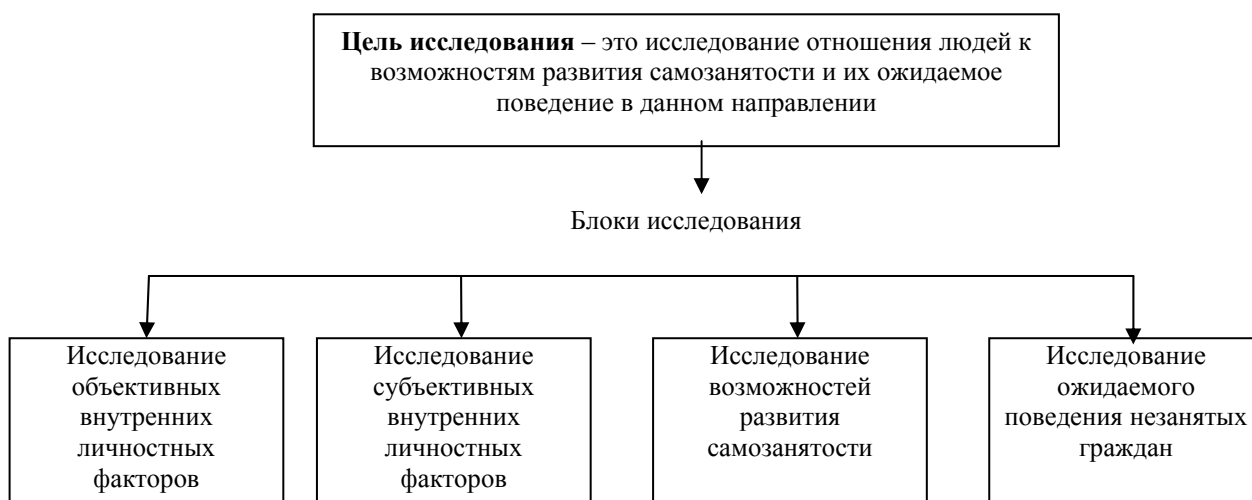 Цель исследования – это исследование отношения людей к
возможностям развития самозанятости и их ожидаемое
поведение в данном направлении
Блоки исследования
Исследование
объективных
внутренних
личностных
факторов
Исследование
субъективных
внутренних
личностных
факторов
Исследование
возможностей
развития
самозанятости
Исследование
ожидаемого
поведения незанятых
граждан